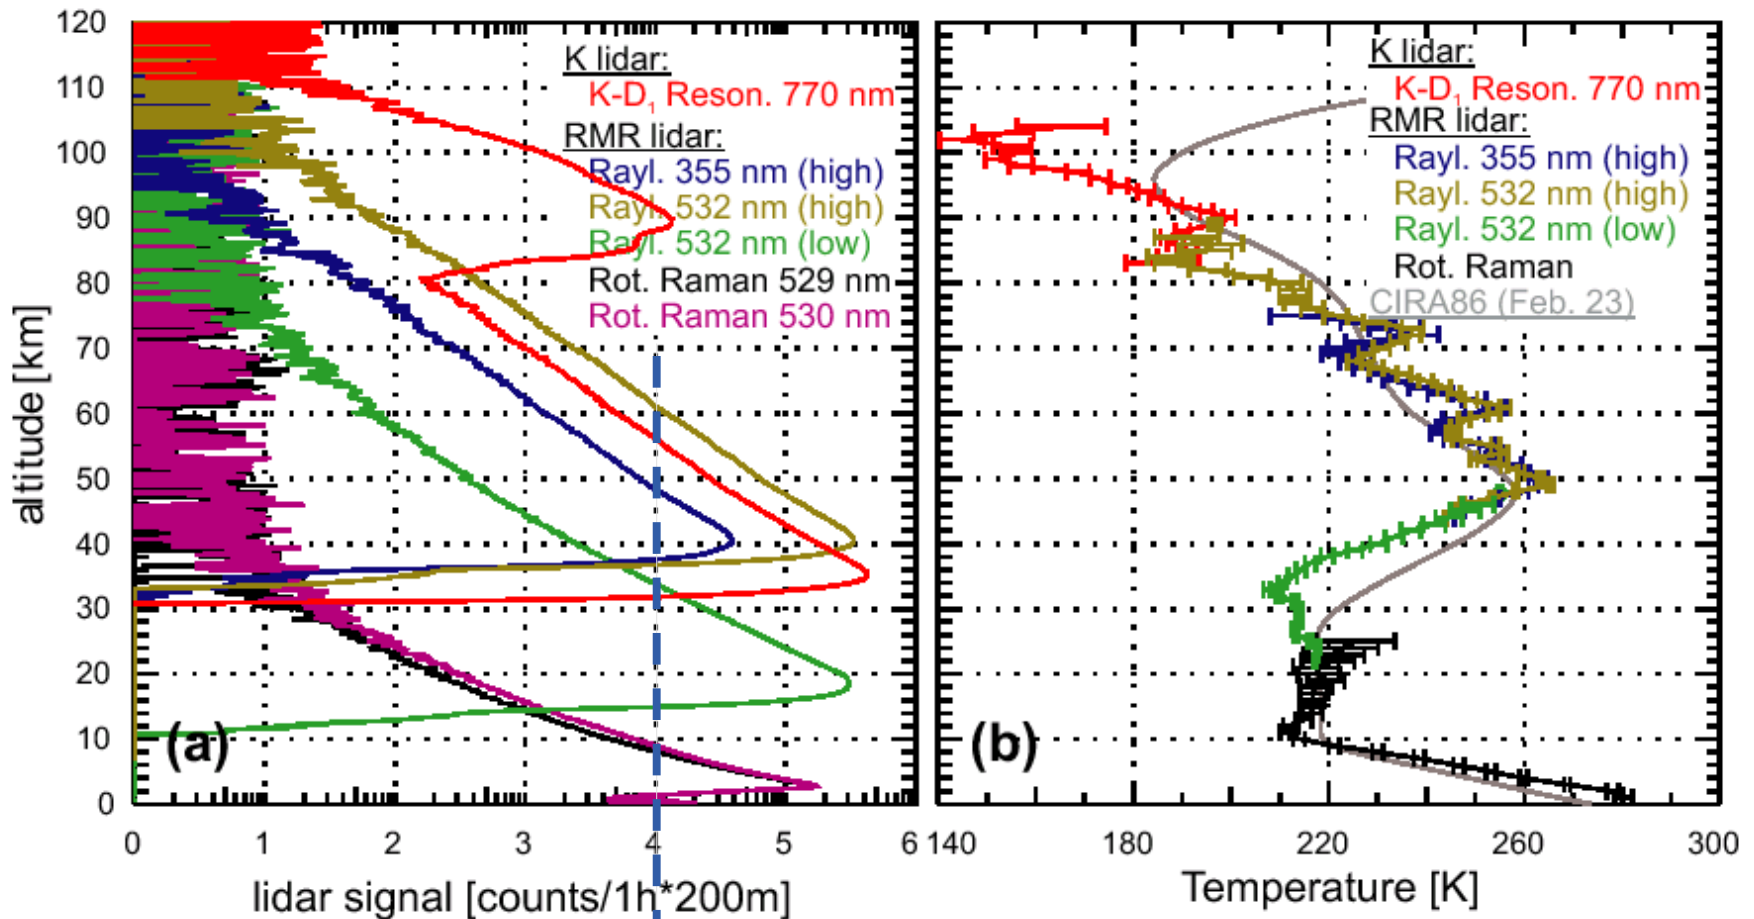 120
110
100
90
80
70
60
50
40
30
20
10
0
altitude [km]
K lidar:
K-D1 Reson. 770 nm
RMR lidar:
Rayl. 355 nm (high)
Rayl. 532 nm (high)
Rayl. 532 nm (low)
Rot. Raman 529 nm
Rot. Raman 530 nm
(a)
0 1 2 3 4 5 6
lidar signal [counts/1h*200m]
K lidar:
K-D1 Reson. 770 nm
RMR lidar:
Rayl. 355 nm (high)
Rayl. 532 nm (high)
Rayl. 532 nm (low)
Rot. Raman
CIRA86 (Feb. 23)
(b)
140 180 220 260 300
Temperature [K]